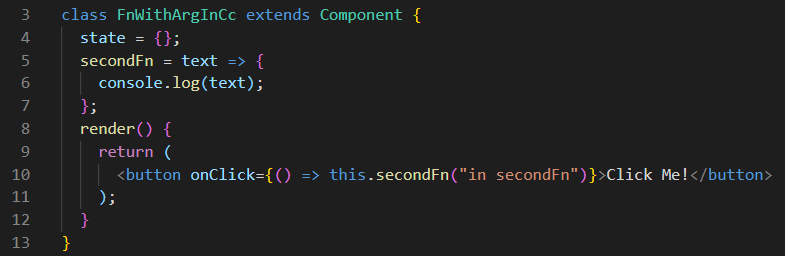 3 class FnWithArgInCc extends Component {
4   state = {};
5   secondFn = text => {
6     console.log(text);
7   };
8   render() {
9     return (
10       <button onClick={() => this.secondFn("in secondFn")}>Click Me!</button>
11     );
12   }
13 }